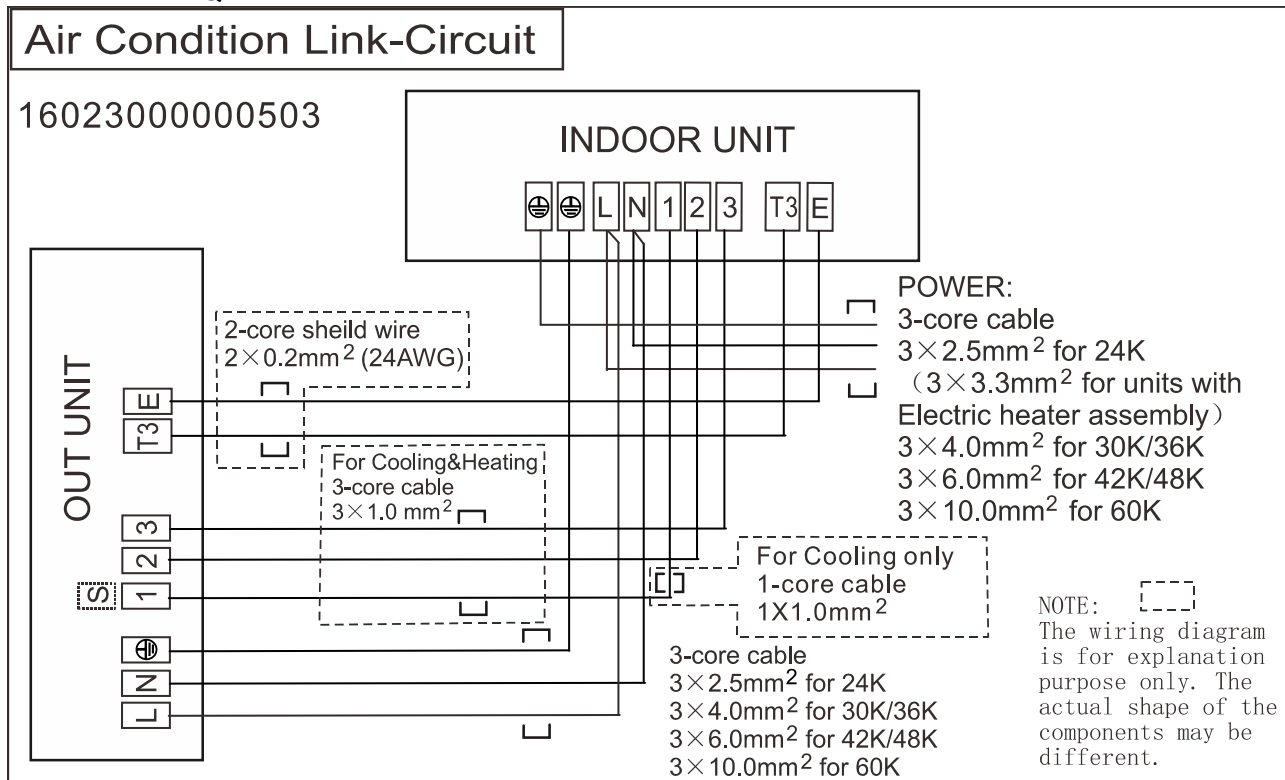 Air Condition Link-Circuit
16023000000503
INDOOR UNIT
L N 1 2 3 T3 E
POWER:
3-core cable
3×2.5mm² for 24K
（3×3.3mm² for units with
Electric heater assembly）
3×4.0mm² for 30K/36K
3×6.0mm² for 42K/48K
3×10.0mm² for 60K
2-core sheild wire
2×0.2mm² (24AWG)
OUT UNIT
E
T3
3
2
S 1
N
L
For Cooling&Heating
3-core cable
3×1.0 mm²
For Cooling only
1-core cable
1X1.0mm²
3-core cable
3×2.5mm² for 24K
3×4.0mm² for 30K/36K
3×6.0mm² for 42K/48K
3×10.0mm² for 60K
NOTE:
The wiring diagram
is for explanation
purpose only. The
actual shape of the
components may be
different.